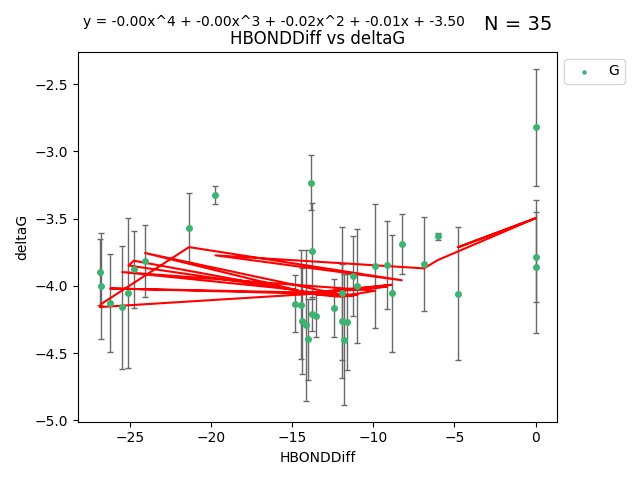 y = -0.00x^4 + -0.00x^3 + -0.02x^2 + -0.01x + -3.50
N = 35
HBONDDiff vs deltaG
G
−2.5
−3.0
−3.5
−4.0
−4.5
−5.0
deltaG
−25 −20 −15 −10 −5 0
HBONDDiff